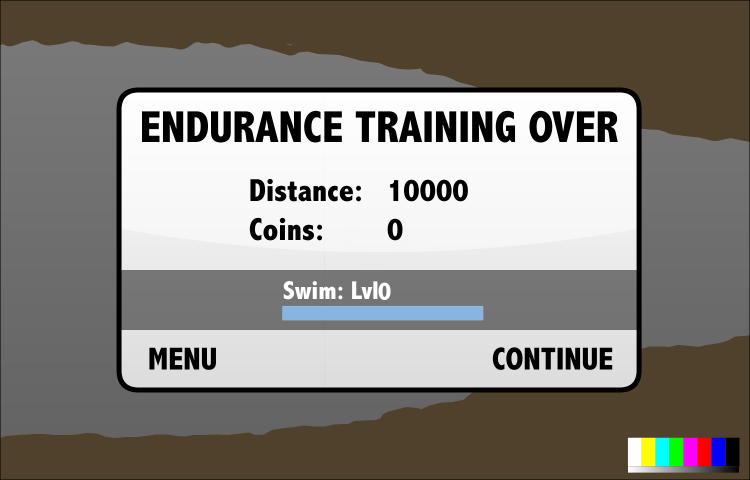 ENDURANCE TRAINING OVER
Distance: 10000
Coins: 0
Swim: Lvl0
MENU CONTINUE